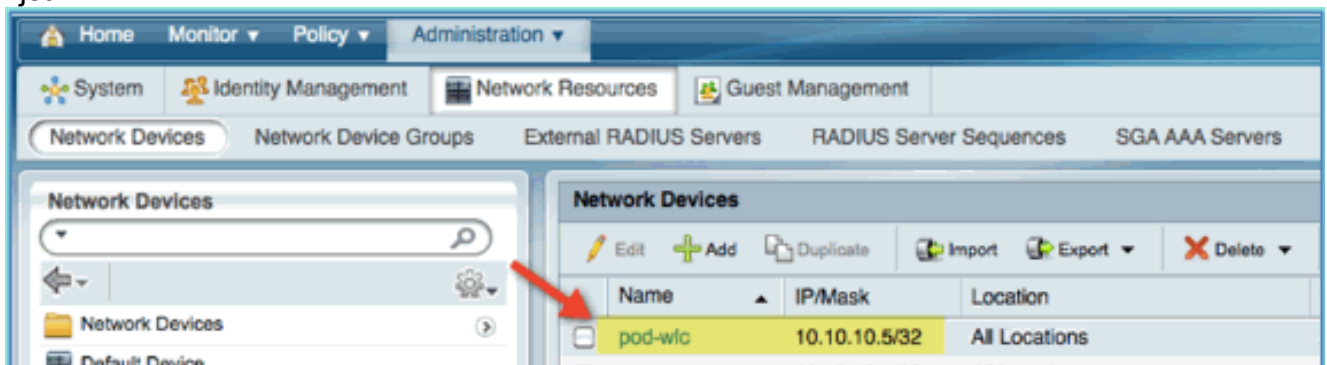 Home Monitor Policy Administration
System Identity Management Network Resources Guest Management
Network Devices Network Device Groups External RADIUS Servers RADIUS Server Sequences SGA AAA Servers
Network Devices
Network Devices
Default Device
Network Devices
Edit Add Duplicate Import Export Delete
Name IP/Mask Location
pod-wlc 10.10.10.5/32 All Locations